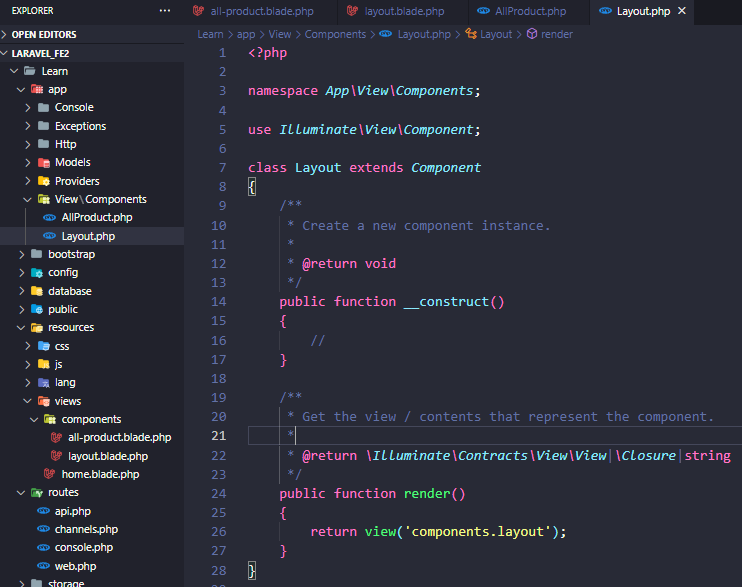 EXPLORER
···
OPEN EDITORS
LARAVEL_FE2
Learn
app
Console
Exceptions
Http
Models
Providers
View\Components
AllProduct.php
Layout.php
bootstrap
config
database
public
resources
css
js
lang
views
components
all-product.blade.php
layout.blade.php
home.blade.php
routes
api.php
channels.php
console.php
web.php
storage
all-product.blade.php layout.blade.php AllProduct.php Layout.php
Learn > app > View > Components > Layout.php > Layout > render
1 <?php
2
3 namespace App\View\Components;
4
5 use Illuminate\View\Component;
6
7 class Layout extends Component
8 {
9 /**
10 * Create a new component instance.
11 *
12 * @return void
13 */
14 public function __construct()
15 {
16 //
17 }
18
19 /**
20 * Get the view / contents that represent the component.
21 *
22 * @return \Illuminate\Contracts\View\View|\Closure|string
23 */
24 public function render()
25 {
26 return view('components.layout');
27 }
28 }